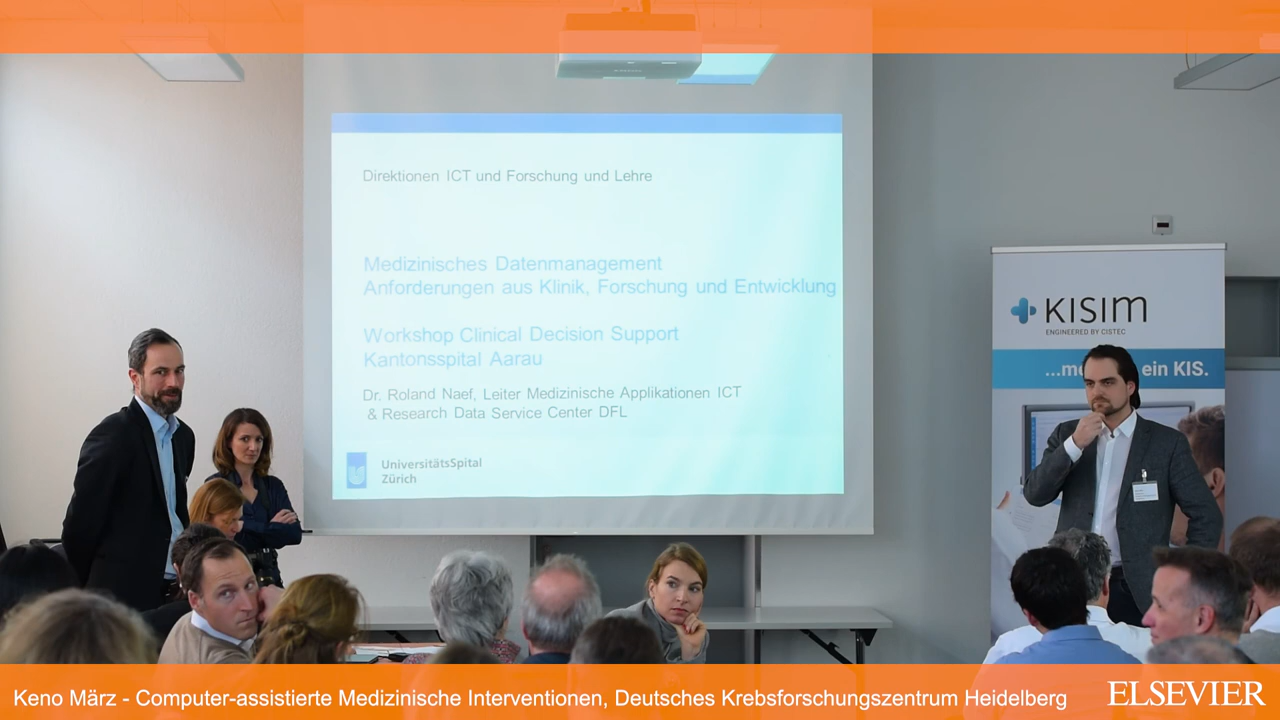 Direktionen ICT und Forschung und Lehre
Medizinisches Datenmanagement
Anforderungen aus Klinik, Forschung und Entwicklung
Workshop Clinical Decision Support
Kantonsspital Aarau
Dr. Roland Naef, Leiter Medizinische Applikationen ICT
& Research Data Service Center DFL
UniversitätsSpital
Zürich
KISIM
ENGINEERED BY CISTEC
ein KIS.
Keno März - Computer-assistierte Medizinische Interventionen, Deutsches Krebsforschungszentrum Heidelberg
ELSEVIER